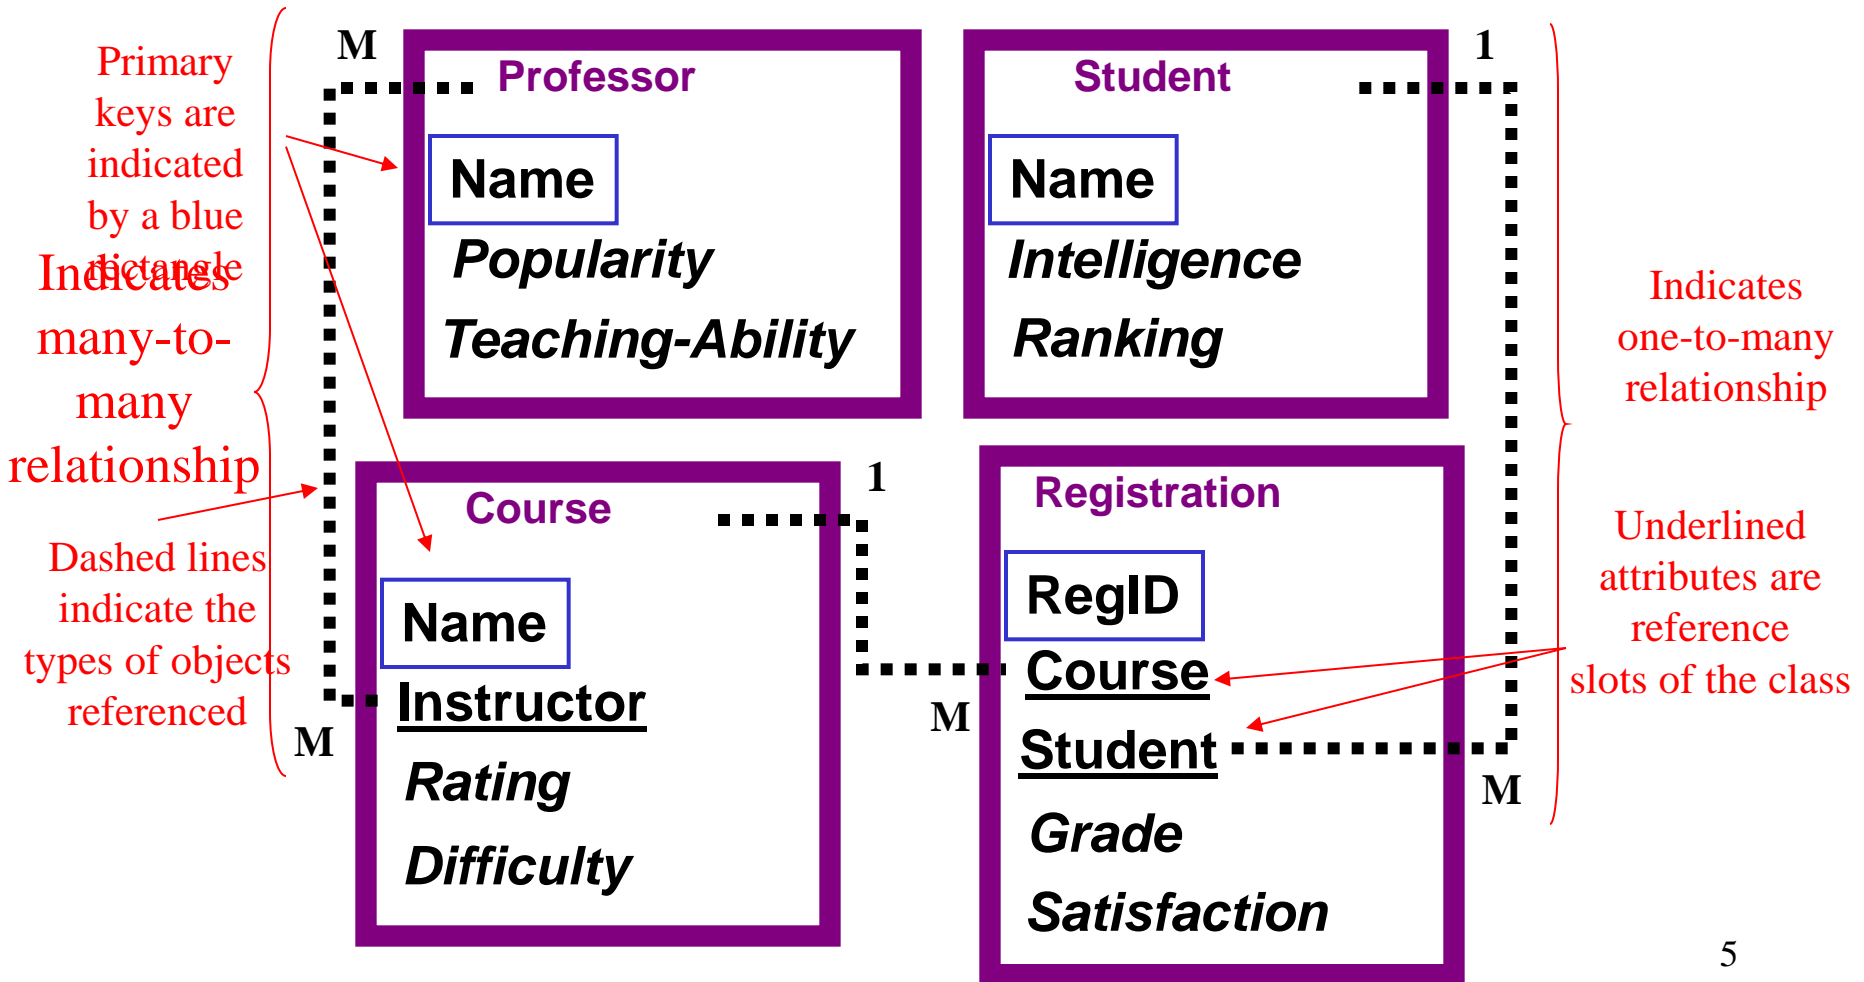 Primary
keys are
indicated
by a blue
rectangle
Indicates
many-to-
many
relationship
Dashed lines
indicate the
types of objects
referenced
M
Professor
Name
Popularity
Teaching-Ability
1
Student
Name
Intelligence
Ranking
M
1
Course
Name
Instructor
Rating
Difficulty
M
M
Registration
RegID
Course
Student
Grade
Satisfaction
Indicates
one-to-many
relationship
Underlined
attributes are
reference
slots of the class
5